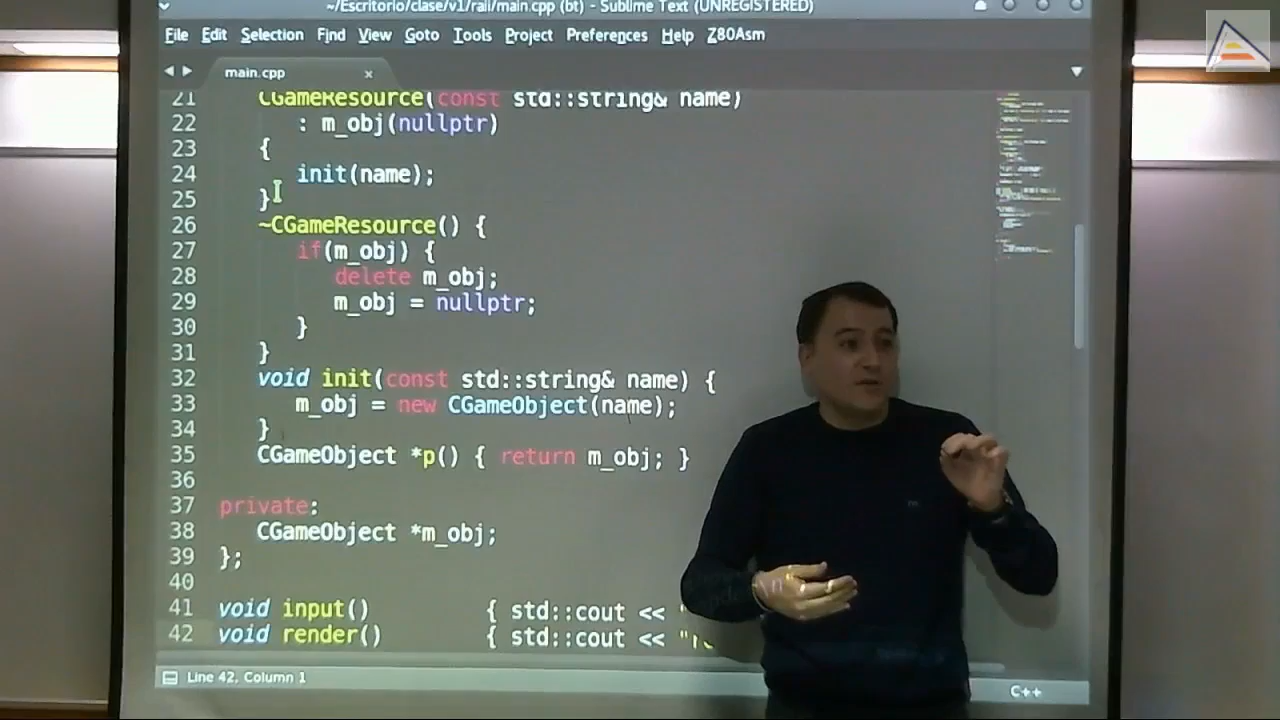 ~/Escritorio/clase/v1/raii/main.cpp (bt) - Sublime Text (UNREGISTERED)
File Edit Selection Find View Goto Tools Project Preferences Help Z80Asm
main.cpp ×
21 CGameResource(const std::string& name)
22 : m_obj(nullptr)
23 {
24 init(name);
25 }
26 ~CGameResource() {
27 if(m_obj) {
28 delete m_obj;
29 m_obj = nullptr;
30 }
31 }
32 void init(const std::string& name) {
33 m_obj = new CGameObject(name);
34 }
35 CGameObject *p() { return m_obj; }
36
37 private:
38 CGameObject *m_obj;
39 };
40
41 void input() { std::cout << "
42 void render() { std::cout << "
Line 42, Column 1
C++